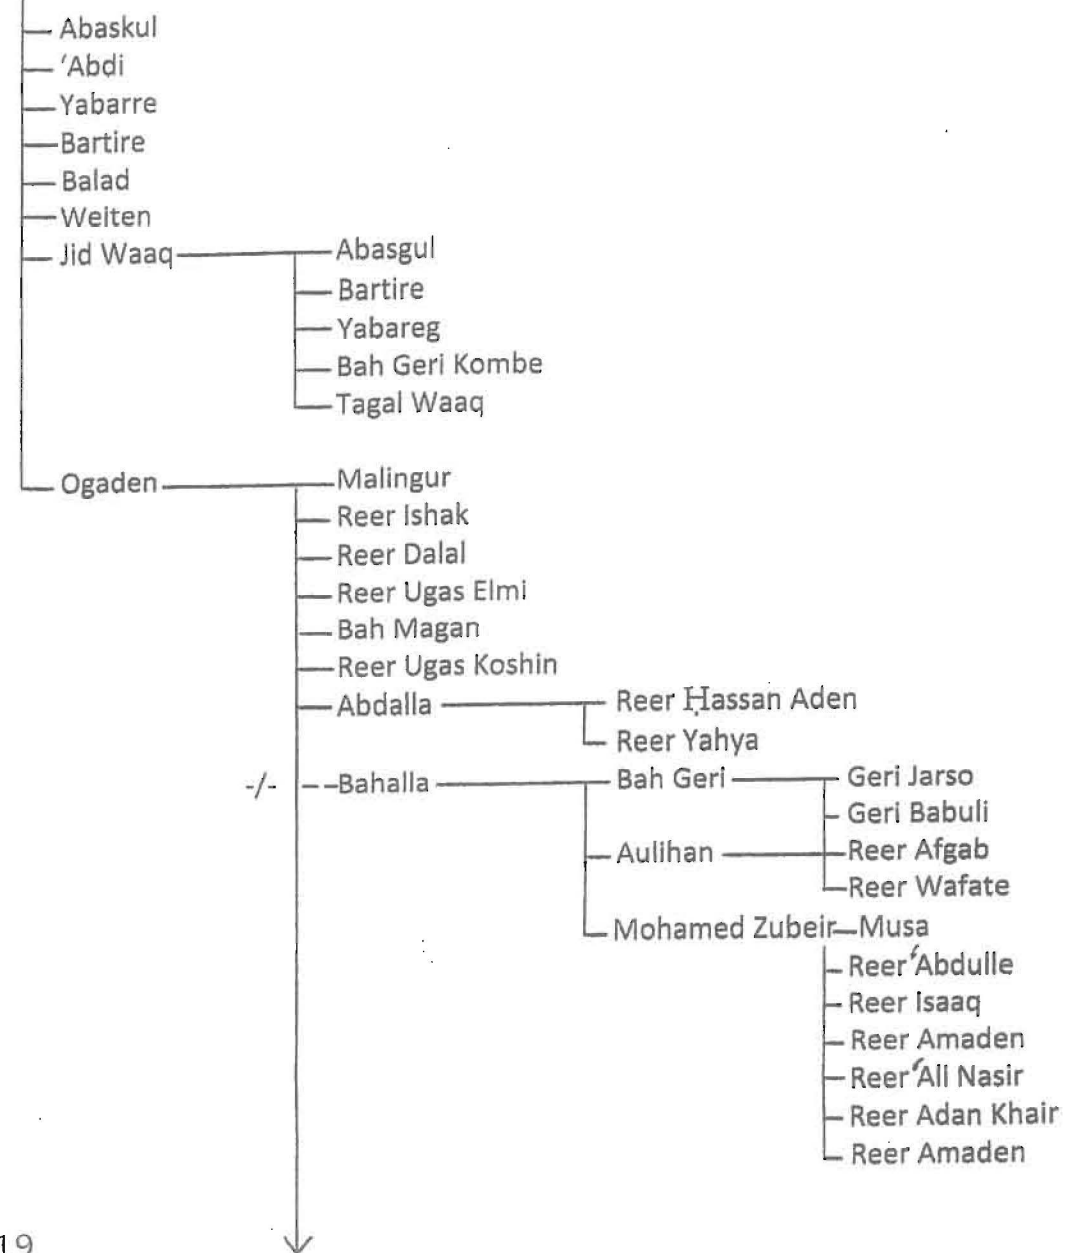 Abaskul
‘Abdi
Yabarre
Bartire
Balad
Weiten
Jid Waaq Abasgul
Bartire
Yabareg
Bah Geri Kombe
Tagal Waaq
Ogaden Malingur
Reer Ishak
Reer Dalal
Reer Ugas Elmi
Bah Magan
Reer Ugas Koshin
Abdalla Reer Ḥassan Aden
Reer Yahya
-/- Bahalla Bah Geri Geri Jarso
Geri Babuli
Aulihan Reer Afgab
Reer Wafate
Mohamed Zubeir Musa
Reer ‘Abdulle
Reer Isaaq
Reer Amaden
Reer ‘Ali Nasir
Reer Adan Khair
Reer Amaden
19